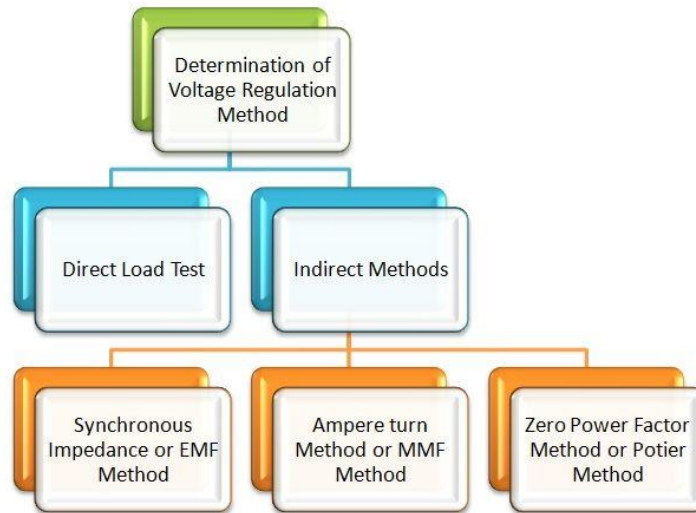 Determination of
Voltage Regulation
Method
Direct Load Test
Indirect Methods
Synchronous
Impedance or EMF
Method
Ampere turn
Method or MMF
Method
Zero Power Factor
Method or Potier
Method